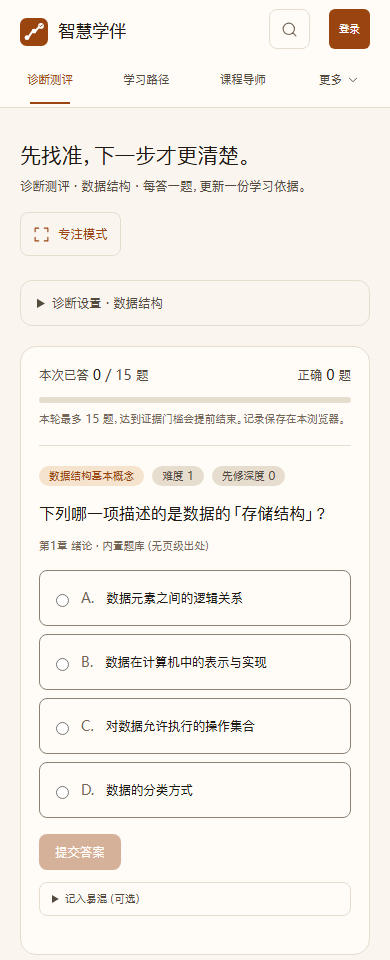 智慧学伴
登录
诊断测评 学习路径 课程导师 更多
先找准，下一步才更清楚。
诊断测评 · 数据结构 · 每答一题，更新一份学习依据。
专注模式
诊断设置 · 数据结构
本次已答 0 / 15 题 正确 0 题
本轮最多 15 题，达到证据门槛会提前结束。记录保存在本浏览器。
数据结构基本概念 难度 1 先修深度 0
下列哪一项描述的是数据的「存储结构」？
第1章 绪论 · 内置题库 (无页级出处)
A. 数据元素之间的逻辑关系
B. 数据在计算机中的表示与实现
C. 对数据允许执行的操作集合
D. 数据的分类方式
提交答案
记入易混 (可选)